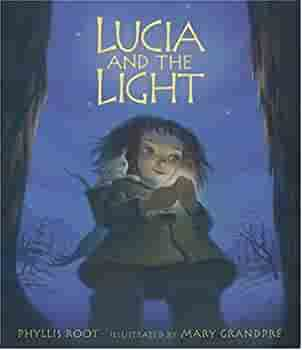 LUCIA
AND THE
LIGHT
PHYLLIS ROOT • ILLUSTRATED BY MARY GRANDPRÉ